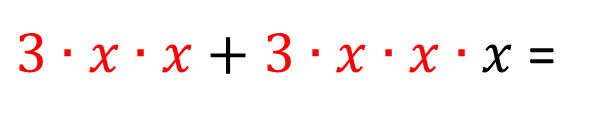 3 · x · x + 3 · x · x · x =